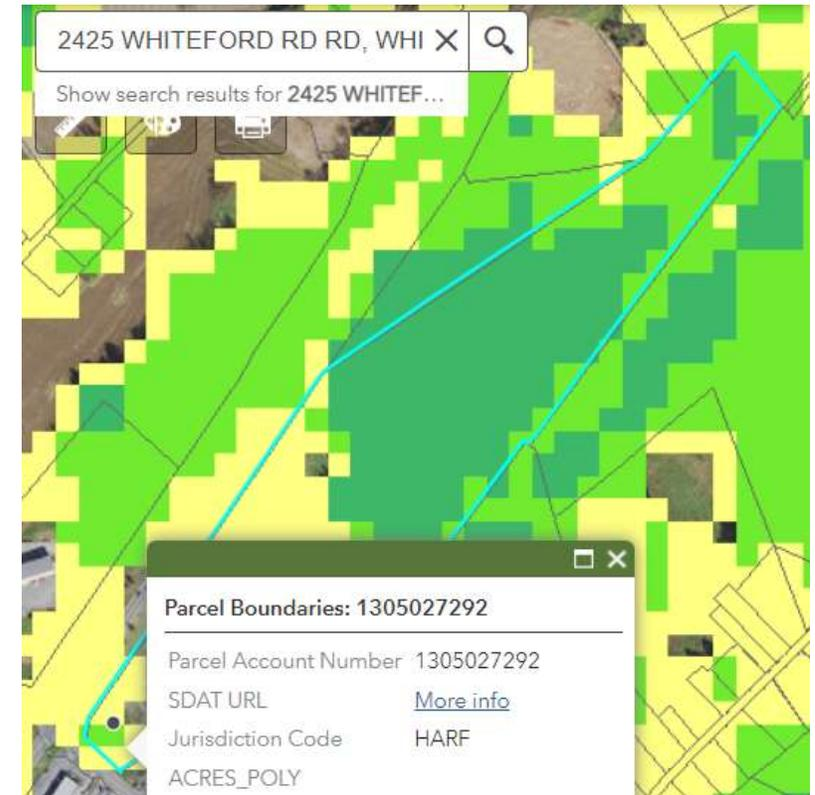 2425 WHITEFORD RD RD, WHI
Show search results for 2425 WHITEF...
Parcel Boundaries: 1305027292
Parcel Account Number 1305027292
SDAT URL More info
Jurisdiction Code HARF
ACRES_POLY